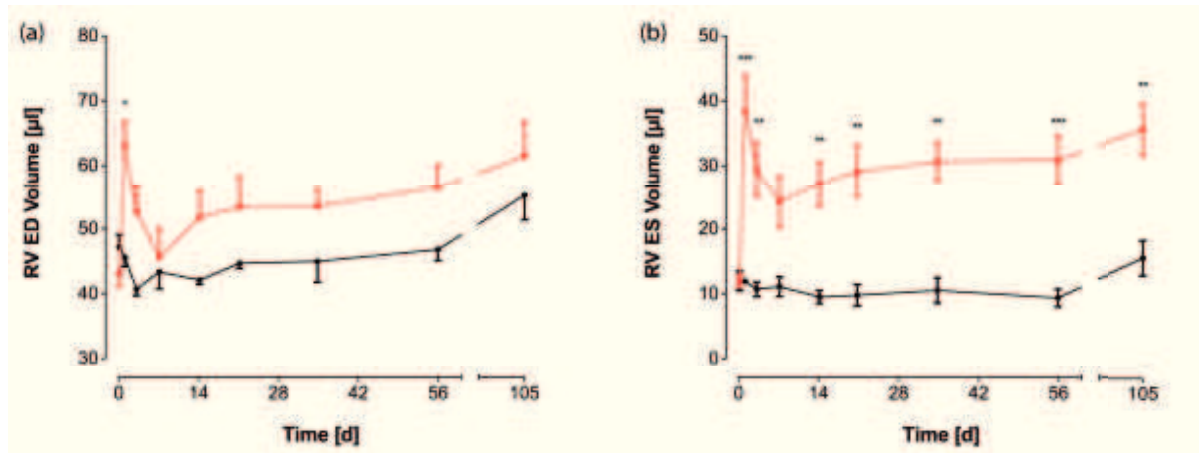 (a)
80
70
60
50
40
30
RV ED Volume [µl]
*
0 14 28 42 56 105
Time [d]
(b)
50
40
30
20
10
0
RV ES Volume [µl]
*** ** ** ** ** *** **
0 14 28 42 56 105
Time [d]